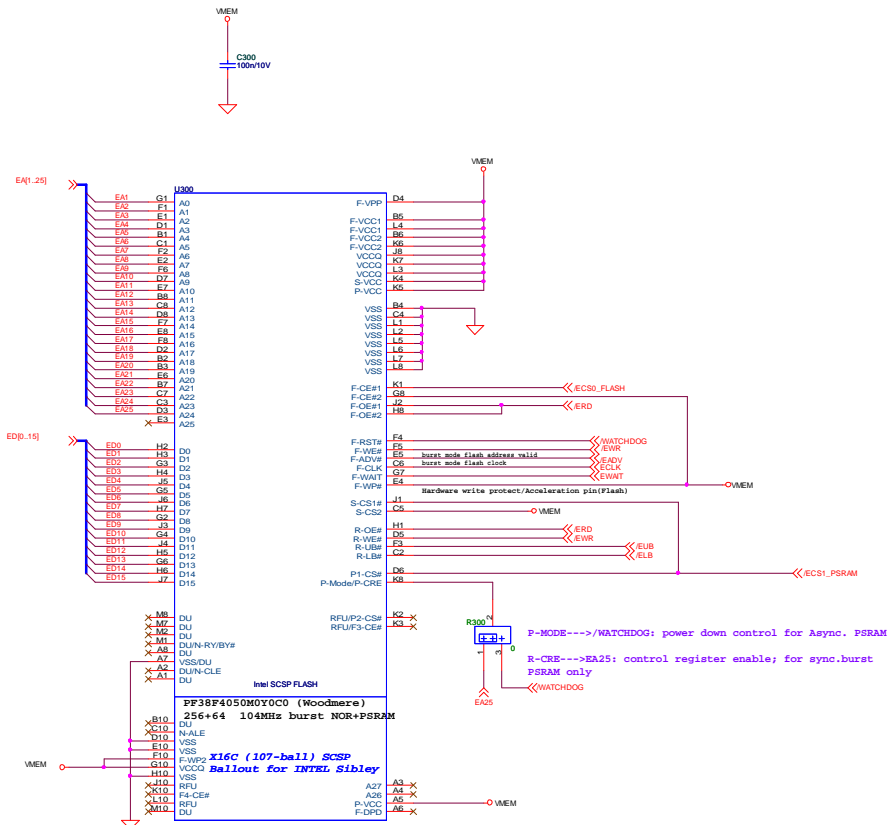 VMEM
C300
100n/10V
VMEM
EA[1..25]
U300
EA1 G1 A0 F-VPP D4
EA2 F1 A1
EA3 E1 A2 F-VCC1 B5
EA4 D1 A3 F-VCC1 L4
EA5 B1 A4 F-VCC2 B6
EA6 C1 A5 F-VCC2 K6
EA7 F2 A6 VCCQ J8
EA8 E2 A7 VCCQ K7
EA9 F6 A8 VCCQ L3
EA10 D7 A9 S-VCC K4
EA11 E7 A10 P-VCC K5
EA12 B8 A11
EA13 C8 A12 VSS B4
EA14 D8 A13 VSS C4
EA15 F7 A14 VSS L1
EA16 E8 A15 VSS L2
EA17 F8 A16 VSS L5
EA18 D2 A17 VSS L6
EA19 B2 A18 VSS L7
EA20 B3 A19 VSS L8
EA21 E6 A20
EA22 B7 A21 F-CE#1 K1 /ECS0_FLASH
EA23 C7 A22 F-CE#2 G8
EA24 C3 A23 F-OE#1 J2 /ERD
EA25 D3 A24 F-OE#2 H8
E3 A25
ED[0..15]
F-RST# F4 /WATCHDOG
ED0 H2 D0 F-WE# F5 /EWR
ED1 H3 D1 F-ADV# E5 burst mode flash address valid /EADV
ED2 G3 D2 F-CLK C6 burst mode flash clock ECLK
ED3 H4 D3 F-WAIT G7 EWAIT
ED4 J5 D4 F-WP# E4 VMEM
ED5 G5 D5 Hardware write protect/Acceleration pin(Flash)
ED6 J6 D6 S-CS1# J1
ED7 H7 D7 S-CS2 C5 VMEM
ED8 G2 D8
ED9 J3 D9 R-OE# H1 /ERD
ED10 G4 D10 R-WE# D5 /EWR
ED11 J4 D11 R-UB# F3 /EUB
ED12 H5 D12 R-LB# C2 /ELB
ED13 G6 D13
ED14 H6 D14 P1-CS# D6 /ECS1_PSRAM
ED15 J7 D15 P-Mode/P-CRE K8
M8 DU RFU/P2-CS# K2
M7 DU RFU/F3-CE# K3
M2 DU
M1 DU/N-RY/BY#
A8 DU
A7 VSS/DU
A2 DU/N-CLE
A1 DU
R300
2
1
3
0
EA25
/WATCHDOG
P-MODE--->/WATCHDOG: power down control for Async. PSRAM
R-CRE--->EA25: control register enable; for sync.burst
PSRAM only
Intel SCSP FLASH
PF38F4050M0Y0C0 (Woodmere)
256+64 104MHz burst NOR+PSRAM
B10 DU
C10 N-ALE
D10 VSS
E10 VSS
F10 F-WP2
VMEM G10 VCCQ
H10 VSS
X16C (107-ball) SCSP
Ballout for INTEL Sibley
J10 RFU A27 A3
K10 F4-CE# A26 A4
L10 RFU P-VCC A5 VMEM
M10 DU F-DPD A6